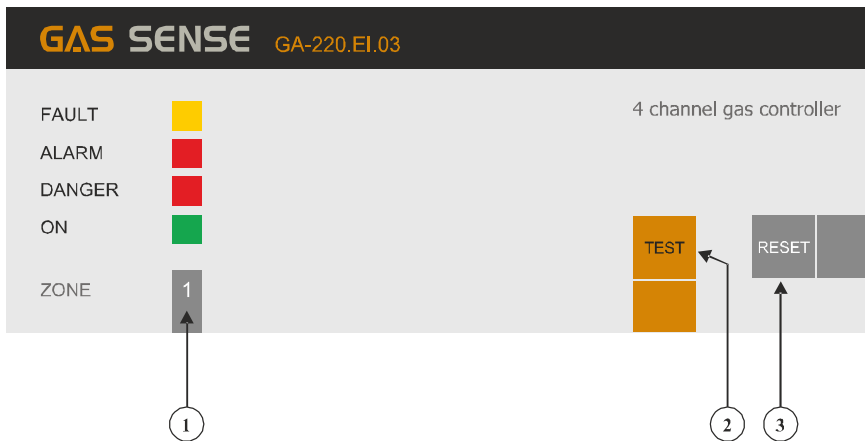 GAS SENSE GA-220.EI.03
FAULT
4 channel gas controller
ALARM
DANGER
ON
TEST
RESET
ZONE
1
1
2
3